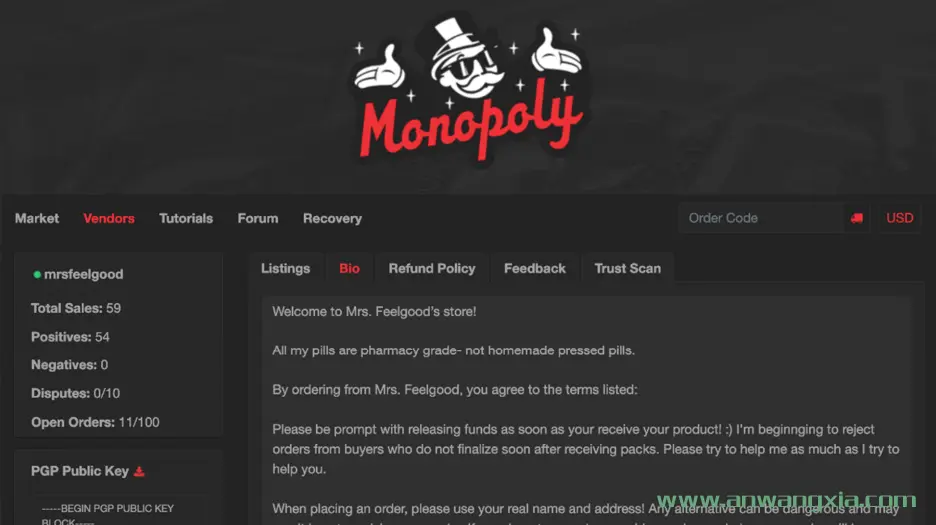 Monopoly
Market Vendors Tutorials Forum Recovery Order Code USD
mrsfeelgood
Total Sales: 59
Positives: 54
Negatives: 0
Disputes: 0/10
Open Orders: 11/100
PGP Public Key
-----BEGIN PGP PUBLIC KEY
BLOCK-----
Listings Bio Refund Policy Feedback Trust Scan
Welcome to Mrs. Feelgood's store!
All my pills are pharmacy grade- not homemade pressed pills.
By ordering from Mrs. Feelgood, you agree to the terms listed:
Please be prompt with releasing funds as soon as your receive your product! :) I'm beginnging to reject
orders from buyers who do not finalize soon after receiving packs. Please try to help me as much as I try to
help you.
When placing an order, please use your real name and address! Any alternative can be dangerous and may
www.anwangxia.com